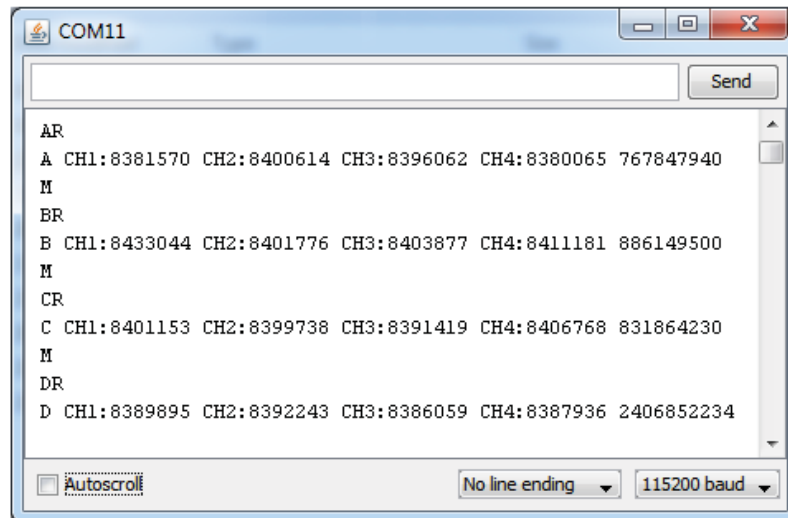 COM11
Send
AR
A CH1:8381570 CH2:8400614 CH3:8396062 CH4:8380065 767847940
M
BR
B CH1:8433044 CH2:8401776 CH3:8403877 CH4:8411181 886149500
M
CR
C CH1:8401153 CH2:8399738 CH3:8391419 CH4:8406768 831864230
M
DR
D CH1:8389895 CH2:8392243 CH3:8386059 CH4:8387936 2406852234
Autoscroll No line ending 115200 baud